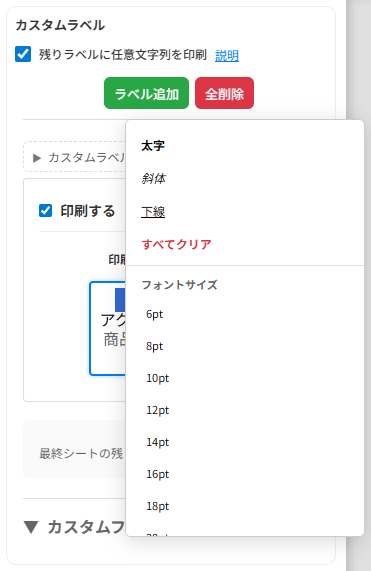 カスタムラベル
残りラベルに任意文字列を印刷 説明
ラベル追加 全削除
▶ カスタムラベル
印刷する
印刷
アク
商品
最終シートの残
▼ カスタムフ
太字
斜体
下線
すべてクリア
フォントサイズ
6pt
8pt
10pt
12pt
14pt
16pt
18pt